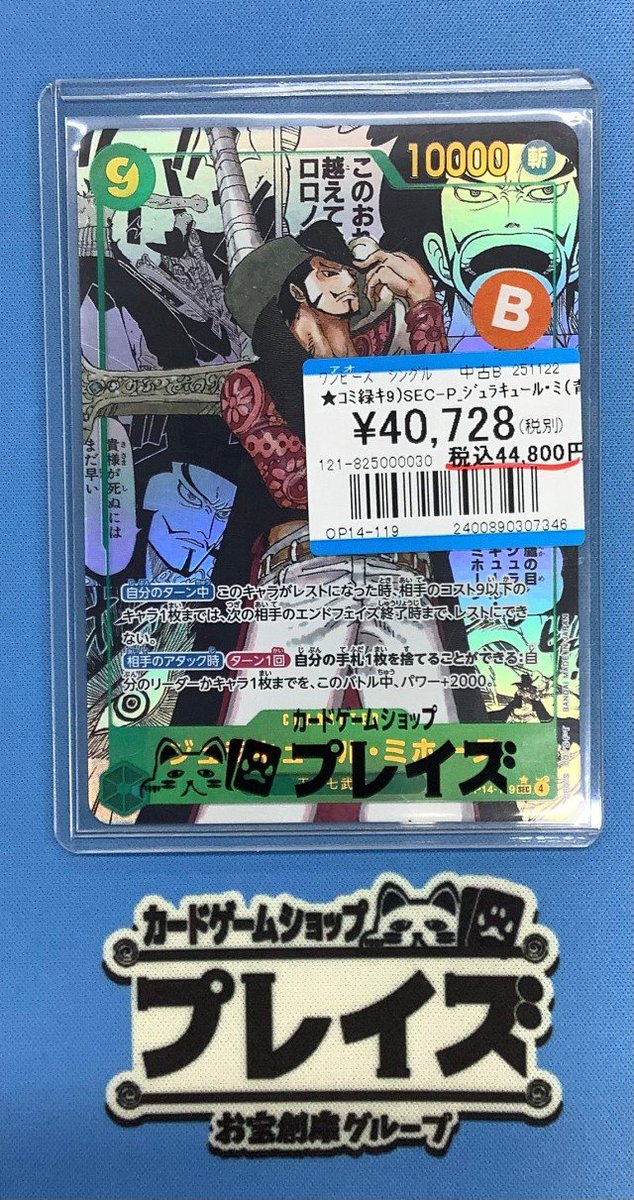 9
10000
斬
このおれ
越えて
ロロノ
B
アオ
ワンピース シングル 中古B 251122
★コミ緑キ9)SEC-P_ジュラキュール・ミ(青
¥40,728(税別)
121-825000030 税込44,800円
OP14-119 2400890307346
貴様が死ぬには
まだ早い
鷹の目
自分のターン中 このキャラがレストになった時、相手のコスト9以下の
キャラ1枚までは、次の相手のエンドフェイズ終了時まで、レストにでき
ない。
相手のアタック時 ターン1回 自分の手札1枚を捨てることができる：自
分のリーダーかキャラ1枚までを、このバトル中、パワー+2000。
カードゲームショップ
プレイズ
SEC 4
カードゲームショップ
プレイズ
お宝創庫グループ